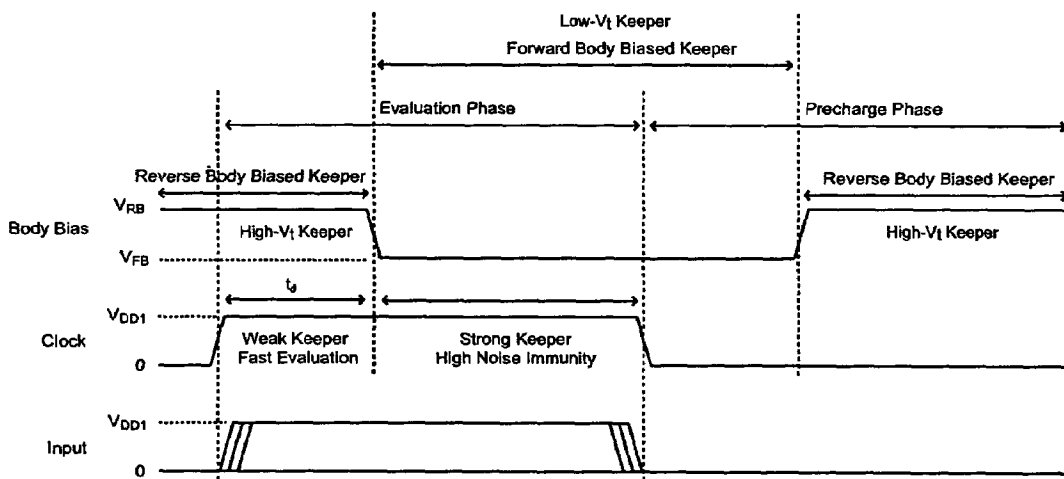 Low-Vt Keeper
Forward Body Biased Keeper
Evaluation Phase
Precharge Phase
Reverse Body Biased Keeper
Reverse Body Biased Keeper
VRB
Body Bias
High-Vt Keeper
High-Vt Keeper
VFB
td
VDD1
Clock
Weak Keeper
Fast Evaluation
Strong Keeper
High Noise Immunity
0
VDD1
Input
0